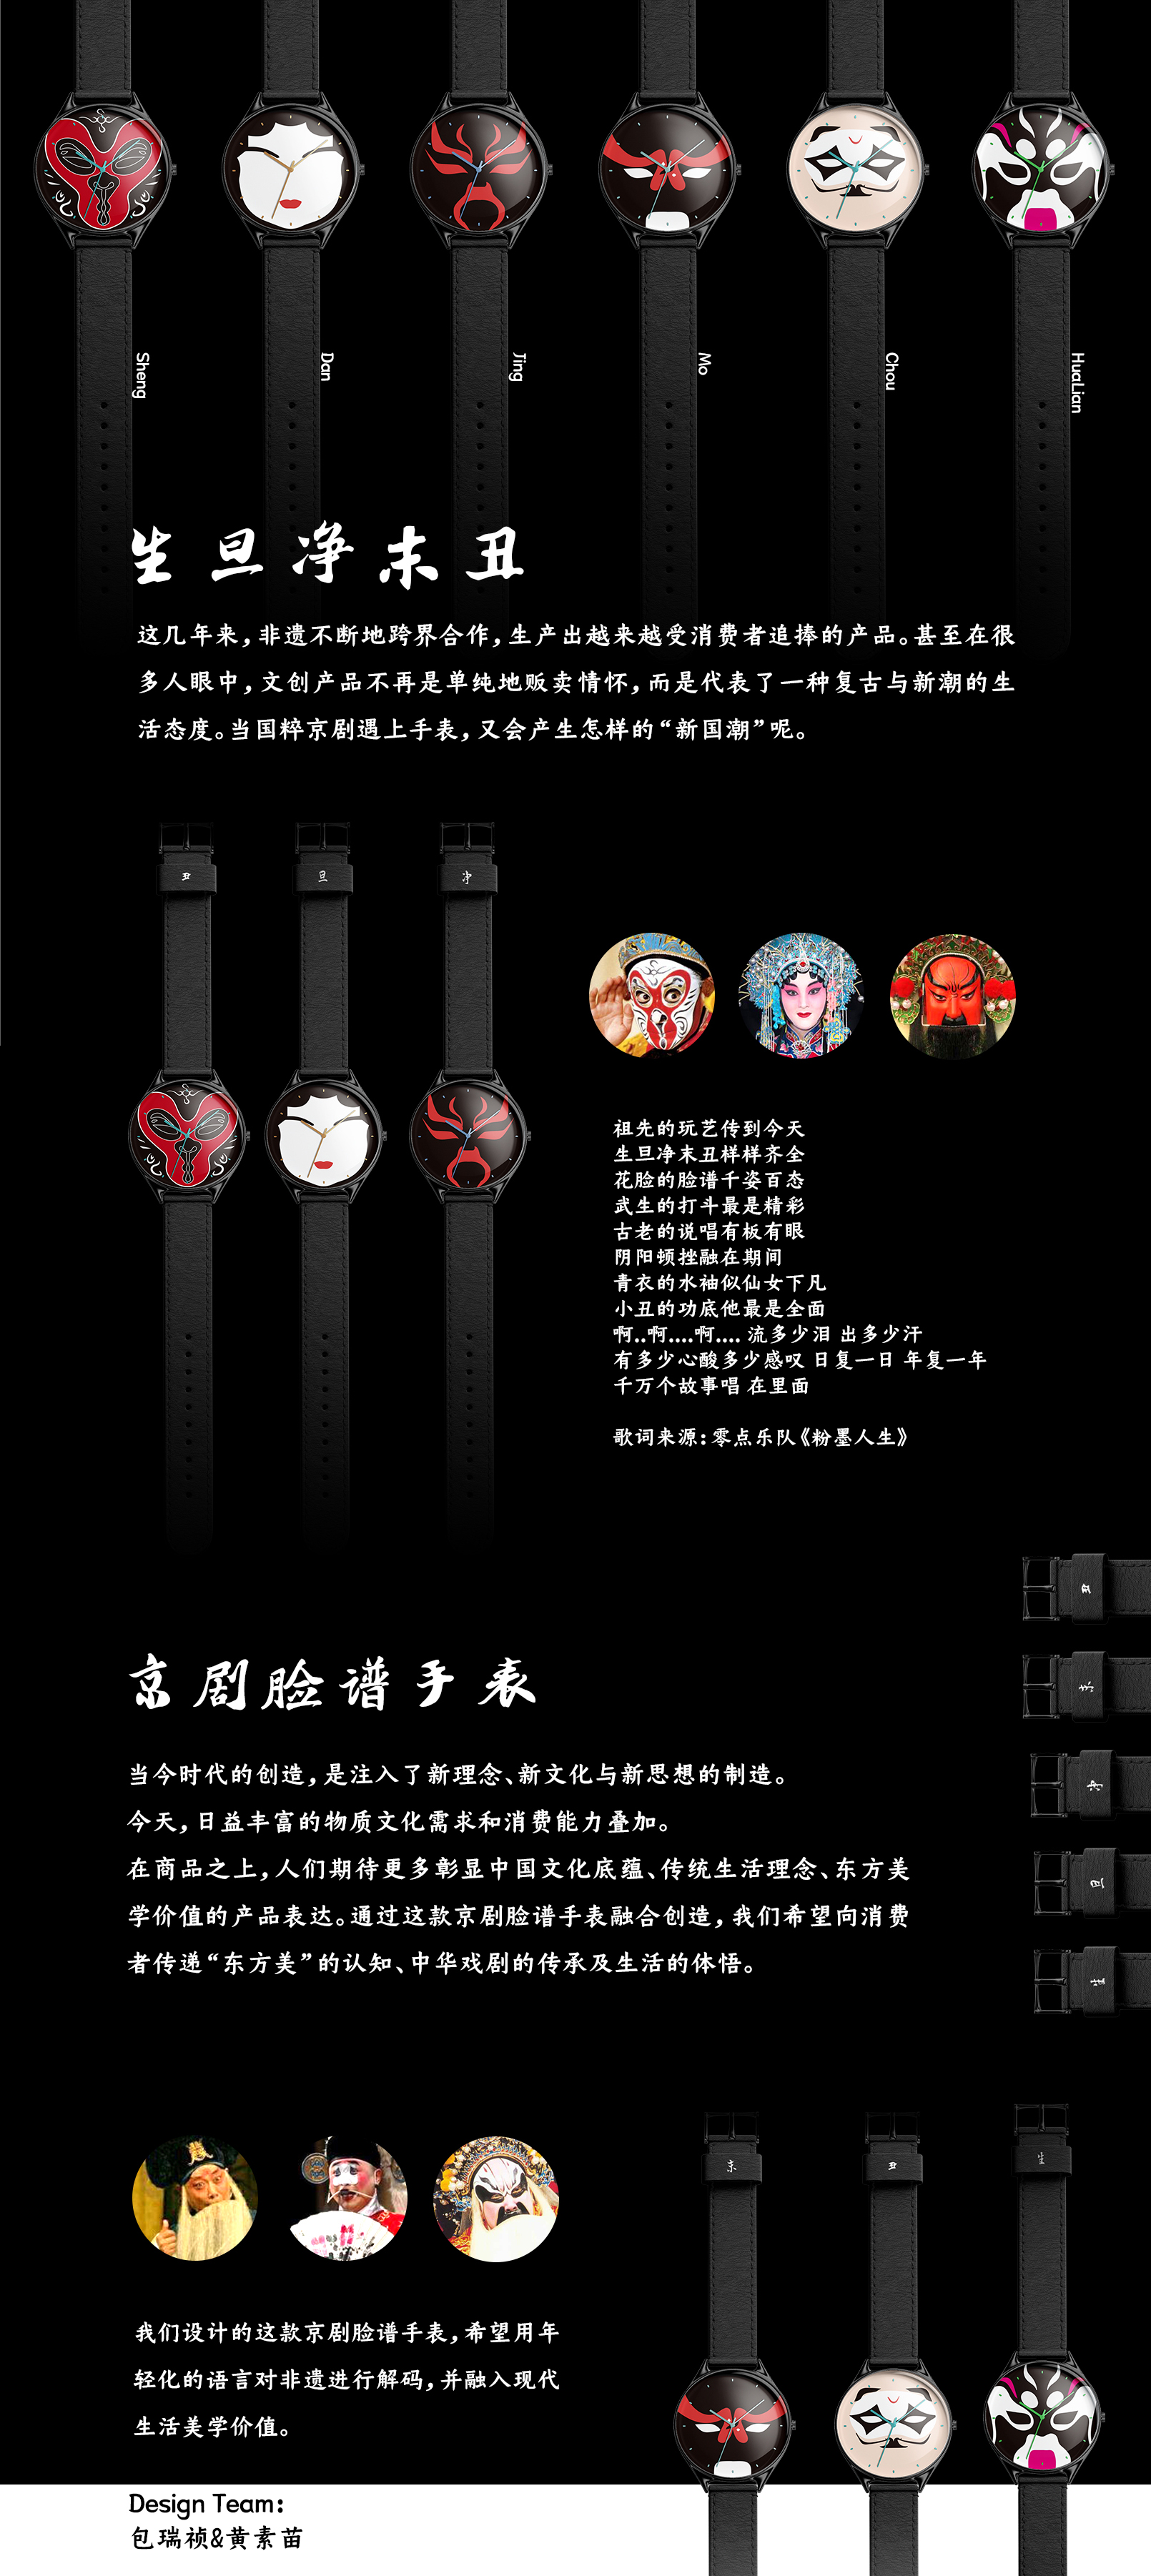 Sheng
Dan
Jing
Mo
Chou
HuaLian
生旦净末丑
这几年来,非遗不断地跨界合作,生产出越来越受消费者追捧的产品。甚至在很
多人眼中,文创产品不再是单纯地贩卖情怀,而是代表了一种复古与新潮的生
活态度。当国粹京剧遇上手表,又会产生怎样的“新国潮”呢。
丑
旦
净
祖先的玩艺传到今天
生旦净末丑样样齐全
花脸的脸谱千姿百态
武生的打斗最是精彩
古老的说唱有板有眼
阴阳顿挫融在期间
青衣的水袖似仙女下凡
小丑的功底他最是全面
啊..啊....啊.... 流多少泪 出多少汗
有多少心酸多少感叹 日复一日 年复一年
千万个故事唱 在里面
歌词来源:零点乐队《粉墨人生》
丑
末
净
旦
生
京剧脸谱手表
当今时代的创造,是注入了新理念、新文化与新思想的制造。
今天,日益丰富的物质文化需求和消费能力叠加。
在商品之上,人们期待更多彰显中国文化底蕴、传统生活理念、东方美
学价值的产品表达。通过这款京剧脸谱手表融合创造,我们希望向消费
者传递“东方美”的认知、中华戏剧的传承及生活的体悟。
末
丑
生
我们设计的这款京剧脸谱手表,希望用年
轻化的语言对非遗进行解码,并融入现代
生活美学价值。
Design Team:
包瑞祯&黄素苗